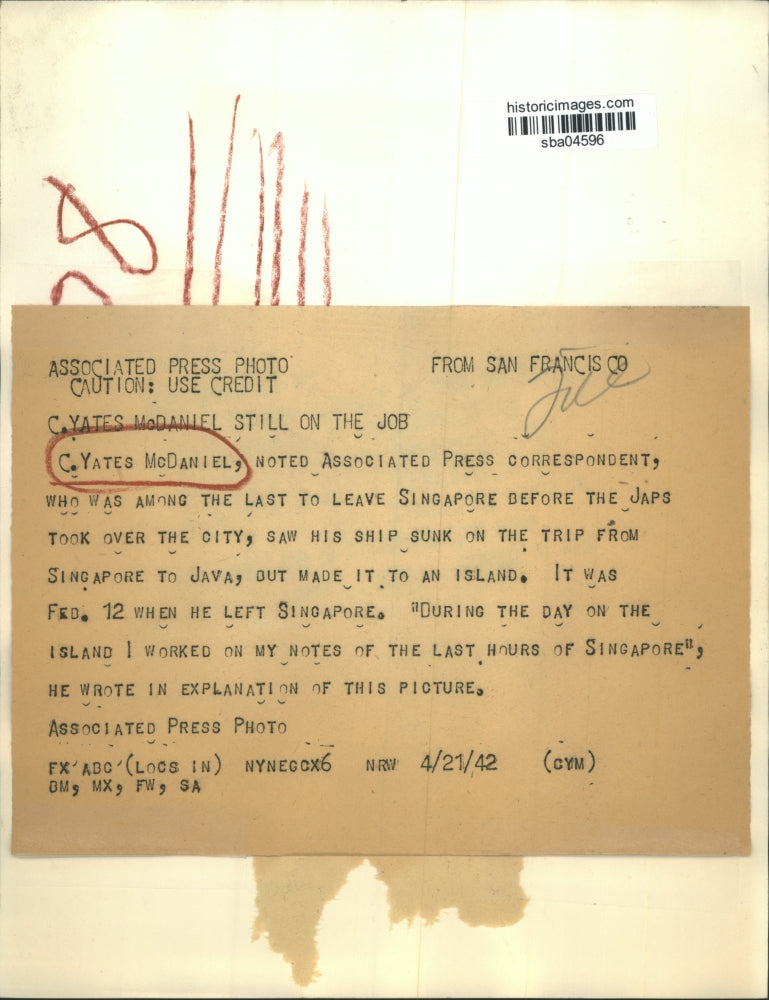 historicimages.com
sba04596
8
ASSOCIATED PRESS PHOTO FROM SAN FRANCISCO
CAUTION: USE CREDIT
C.YATES MCDANIEL STILL ON THE JOB
C.YATES MCDANIEL, NOTED ASSOCIATED PRESS CORRESPONDENT,
WHO WAS AMONG THE LAST TO LEAVE SINGAPORE BEFORE THE JAPS
TOOK OVER THE CITY, SAW HIS SHIP SUNK ON THE TRIP FROM
SINGAPORE TO JAVA, BUT MADE IT TO AN ISLAND. IT WAS
FEB. 12 WHEN HE LEFT SINGAPORE. "DURING THE DAY ON THE
ISLAND I WORKED ON MY NOTES OF THE LAST HOURS OF SINGAPORE",
HE WROTE IN EXPLANATION OF THIS PICTURE.
ASSOCIATED PRESS PHOTO
FX ABC (LOCS IN) NYNEGCX6 NRW 4/21/42 (CYM)
BM, MX, FW, SA